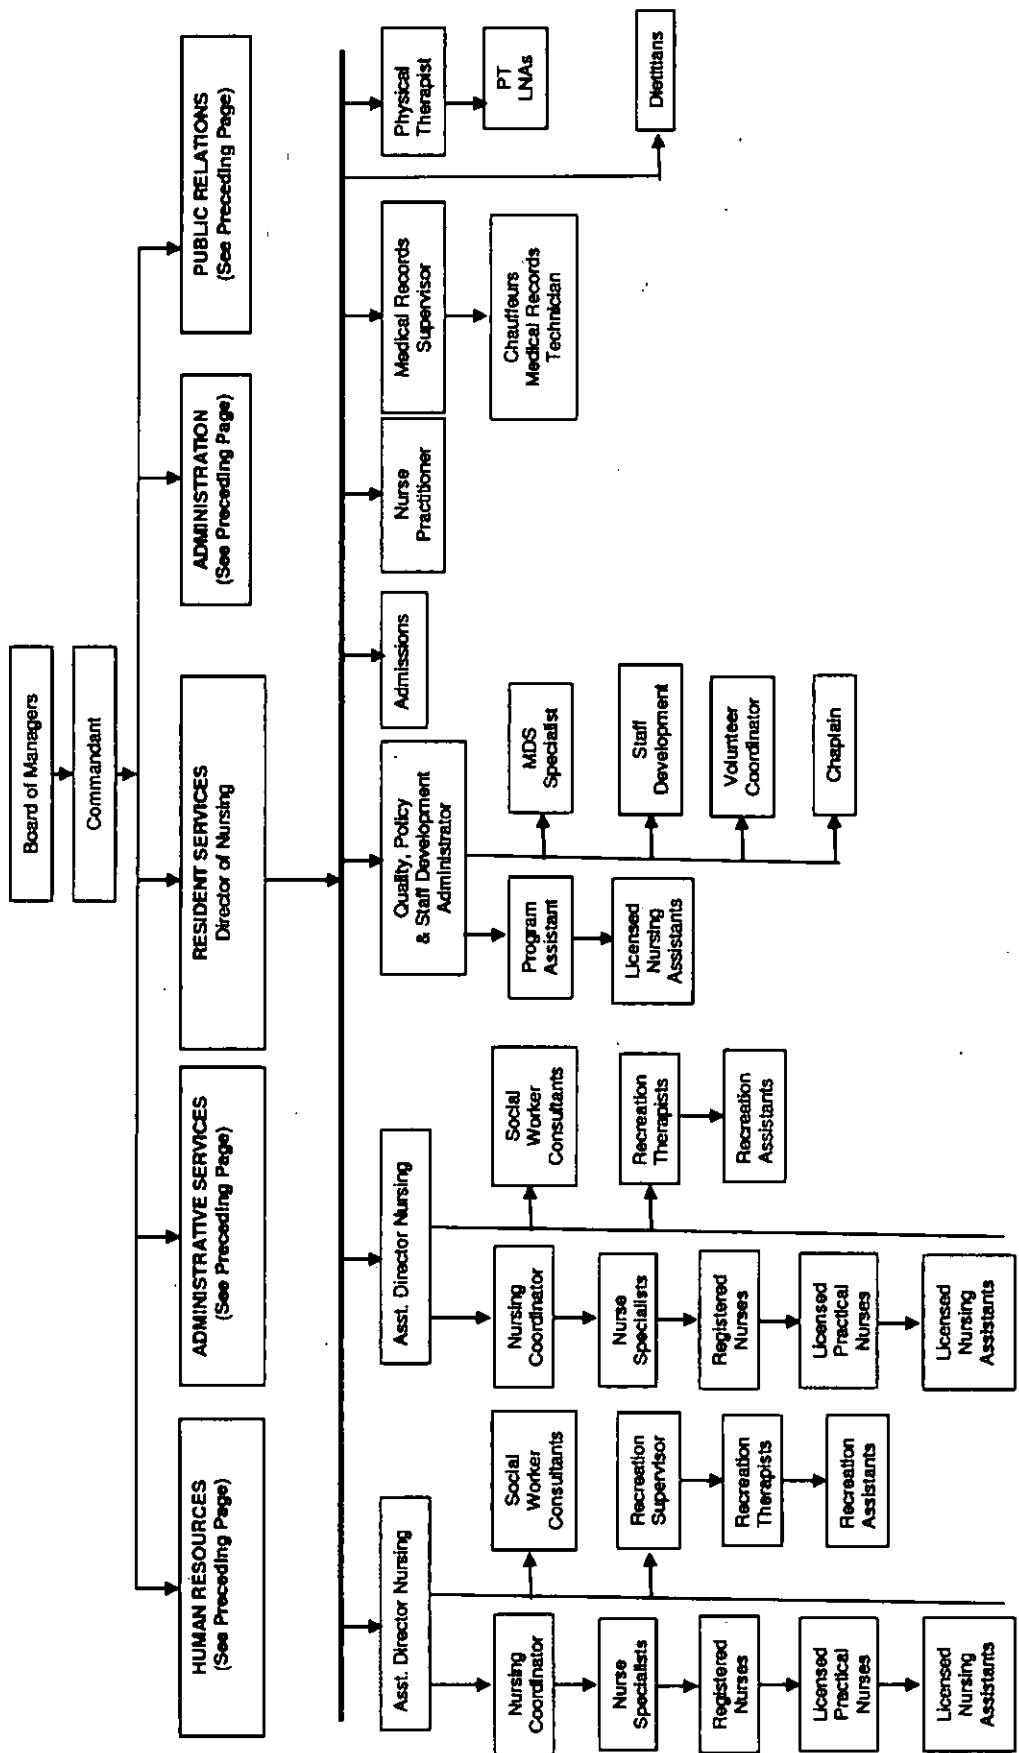 Board of Managers
Commandant
HUMAN RESOURCES
(See Preceding Page)
ADMINISTRATIVE SERVICES
(See Preceding Page)
RESIDENT SERVICES
Director of Nursing
ADMINISTRATION
(See Preceding Page)
PUBLIC RELATIONS
(See Preceding Page)
Asst. Director Nursing
Asst. Director Nursing
Quality, Policy
& Staff Development
Administrator
Admissions
Nurse
Practitioner
Medical Records
Supervisor
Physical
Therapist
Nursing
Coordinator
Social
Worker
Consultants
Nurse
Specialists
Recreation
Supervisor
Registered
Nurses
Recreation
Therapists
Licensed
Practical
Nurses
Recreation
Assistants
Licensed
Nursing
Assistants
Nursing
Coordinator
Social
Worker
Consultants
Nurse
Specialists
Recreation
Therapists
Registered
Nurses
Recreation
Assistants
Licensed
Practical
Nurses
Licensed
Nursing
Assistants
Program
Assistant
MDS
Specialist
Licensed
Nursing
Assistants
Staff
Development
Volunteer
Coordinator
Chaplain
Chauffeurs
Medical Records
Technician
PT
LNAs
Dietitians